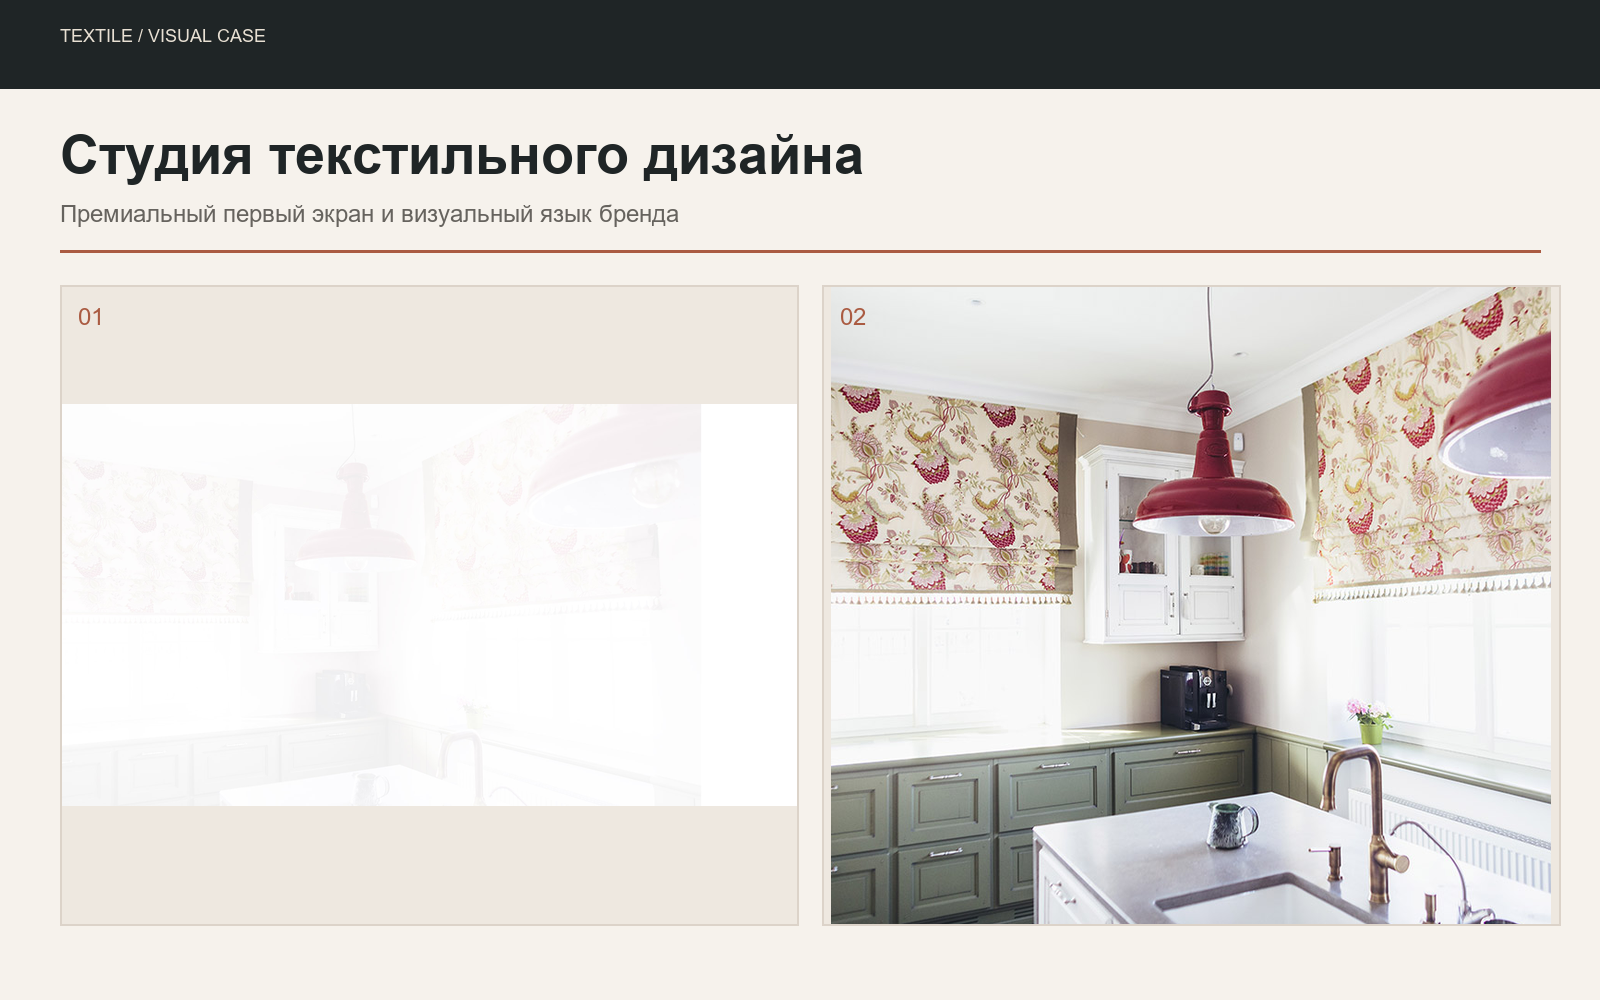 TEXTILE / VISUAL CASE
Студия текстильного дизайна
Премиальный первый экран и визуальный язык бренда
01
02